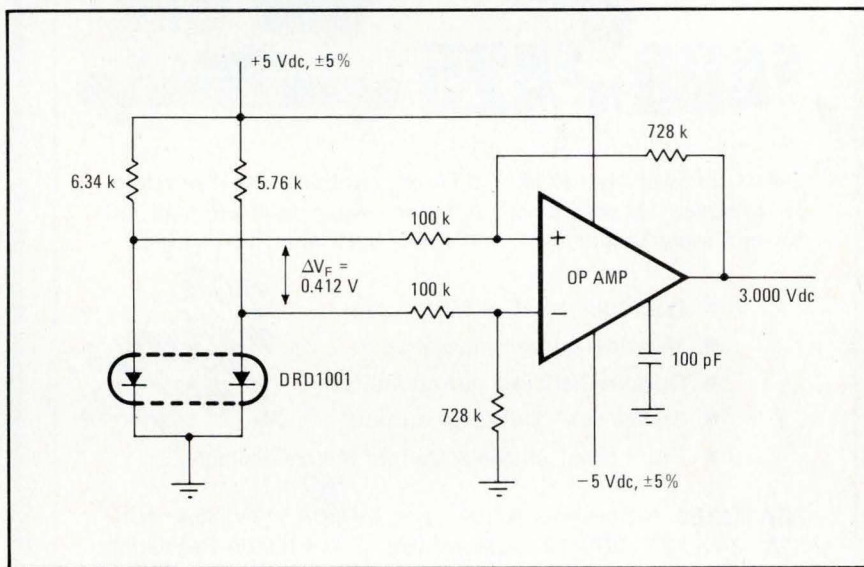 +5 Vdc, ±5%
728 k
6.34 k
5.76 k
100 k
+
ΔV_F =
0.412 V
OP AMP
3.000 Vdc
100 k
−
100 pF
DRD1001
728 k
−5 Vdc, ±5%